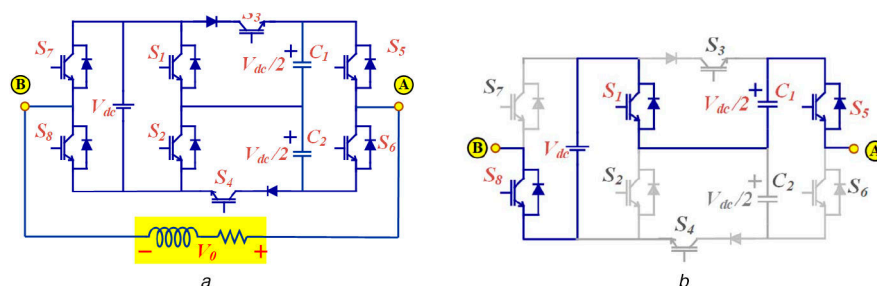 S3
S7
S1
+
C1
S5
Vdc/2
B
A
Vdc
S8
S2
+
C2
Vdc/2
S6
S4
− V0 +
a
S3
S7
S1
+
C1
Vdc/2
S5
B
Vdc
A
S8
S2
+
C2
Vdc/2
S6
S4
b